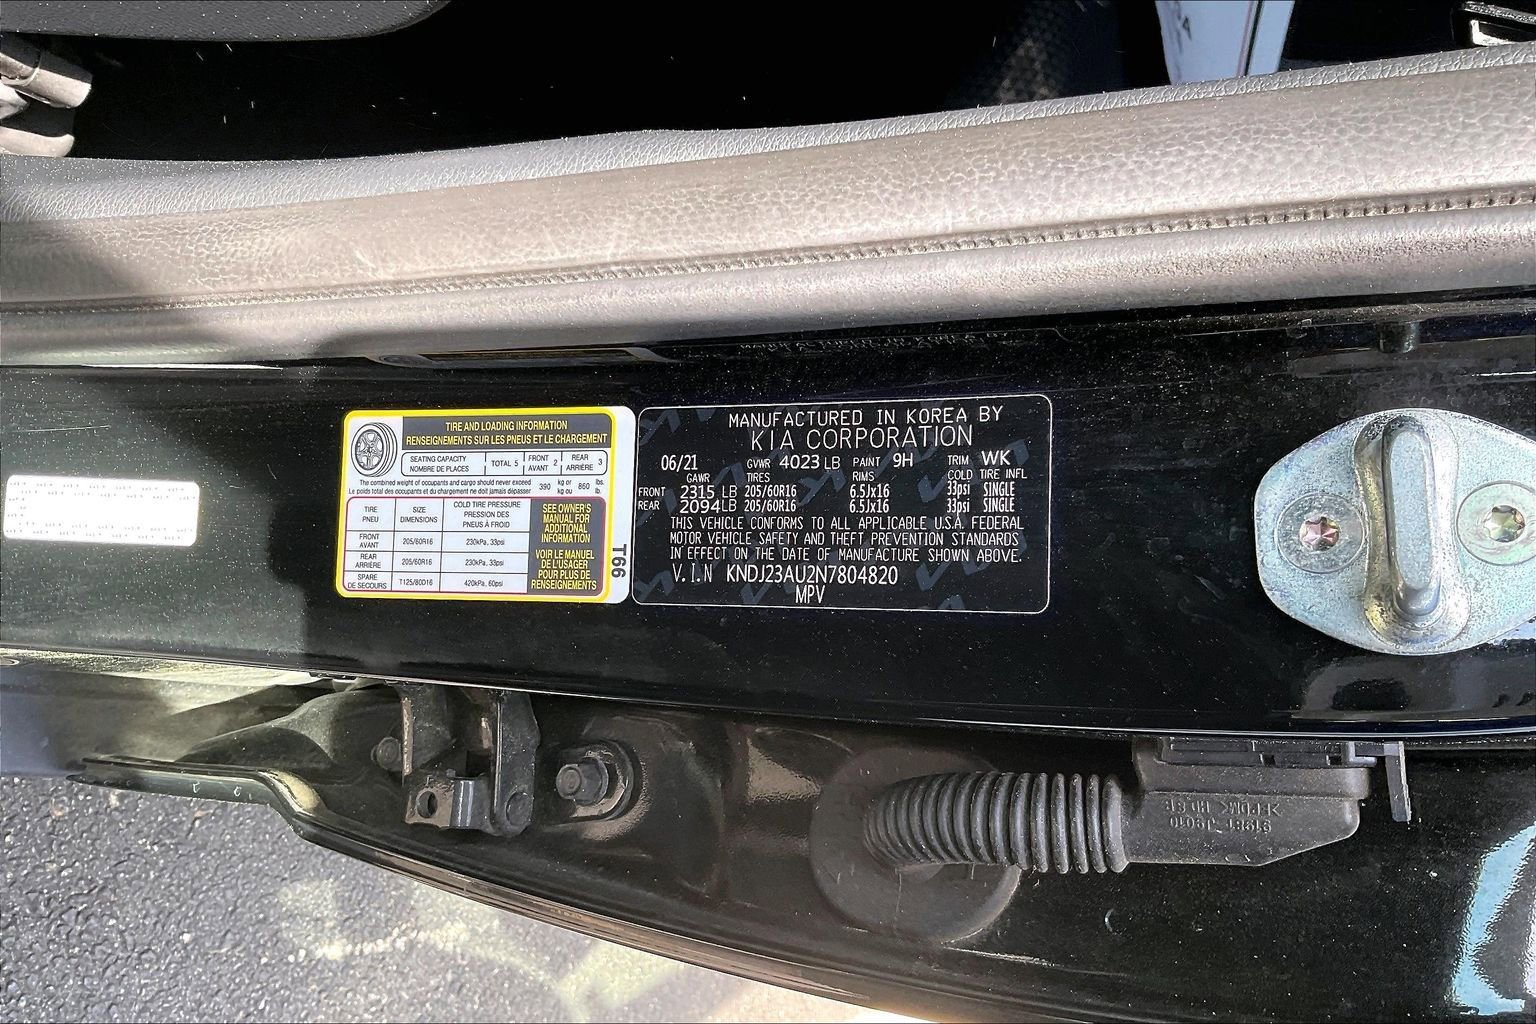 TIRE AND LOADING INFORMATION
RENSEIGNEMENTS SUR LES PNEUS ET LE CHARGEMENT
SEATING CAPACITY
NOMBRE DE PLACES
TOTAL 5
FRONT
AVANT 2
REAR
ARRIÈRE 3
The combined weight of occupants and cargo should never exceed 390 kg or 860 lbs.
Le poids total des occupants et du chargement ne doit jamais dépasser kg ou lb.
TIRE
PNEU
SIZE
DIMENSIONS
COLD TIRE PRESSURE
PRESSION DES
PNEUS À FROID
FRONT
AVANT
205/60R16
230kPa, 33psi
REAR
ARRIÈRE
205/60R16
230kPa, 33psi
SPARE
DE SECOURS
T125/80D16
420kPa, 60psi
SEE OWNER'S
MANUAL FOR
ADDITIONAL
INFORMATION
VOIR LE MANUEL
DE L'USAGER
POUR PLUS DE
RENSEIGNEMENTS
T66
MANUFACTURED IN KOREA BY
KIA CORPORATION
06/21 GVWR 4023 LB PAINT 9H TRIM WK
GAWR TIRES RIMS COLD TIRE INFL
FRONT 2315 LB 205/60R16 6.5Jx16 33psi SINGLE
REAR 2094 LB 205/60R16 6.5Jx16 33psi SINGLE
THIS VEHICLE CONFORMS TO ALL APPLICABLE U.S.A. FEDERAL
MOTOR VEHICLE SAFETY AND THEFT PREVENTION STANDARDS
IN EFFECT ON THE DATE OF MANUFACTURE SHOWN ABOVE.
V.I.N KNDJ23AU2N7804820
MPV
>EPDM<